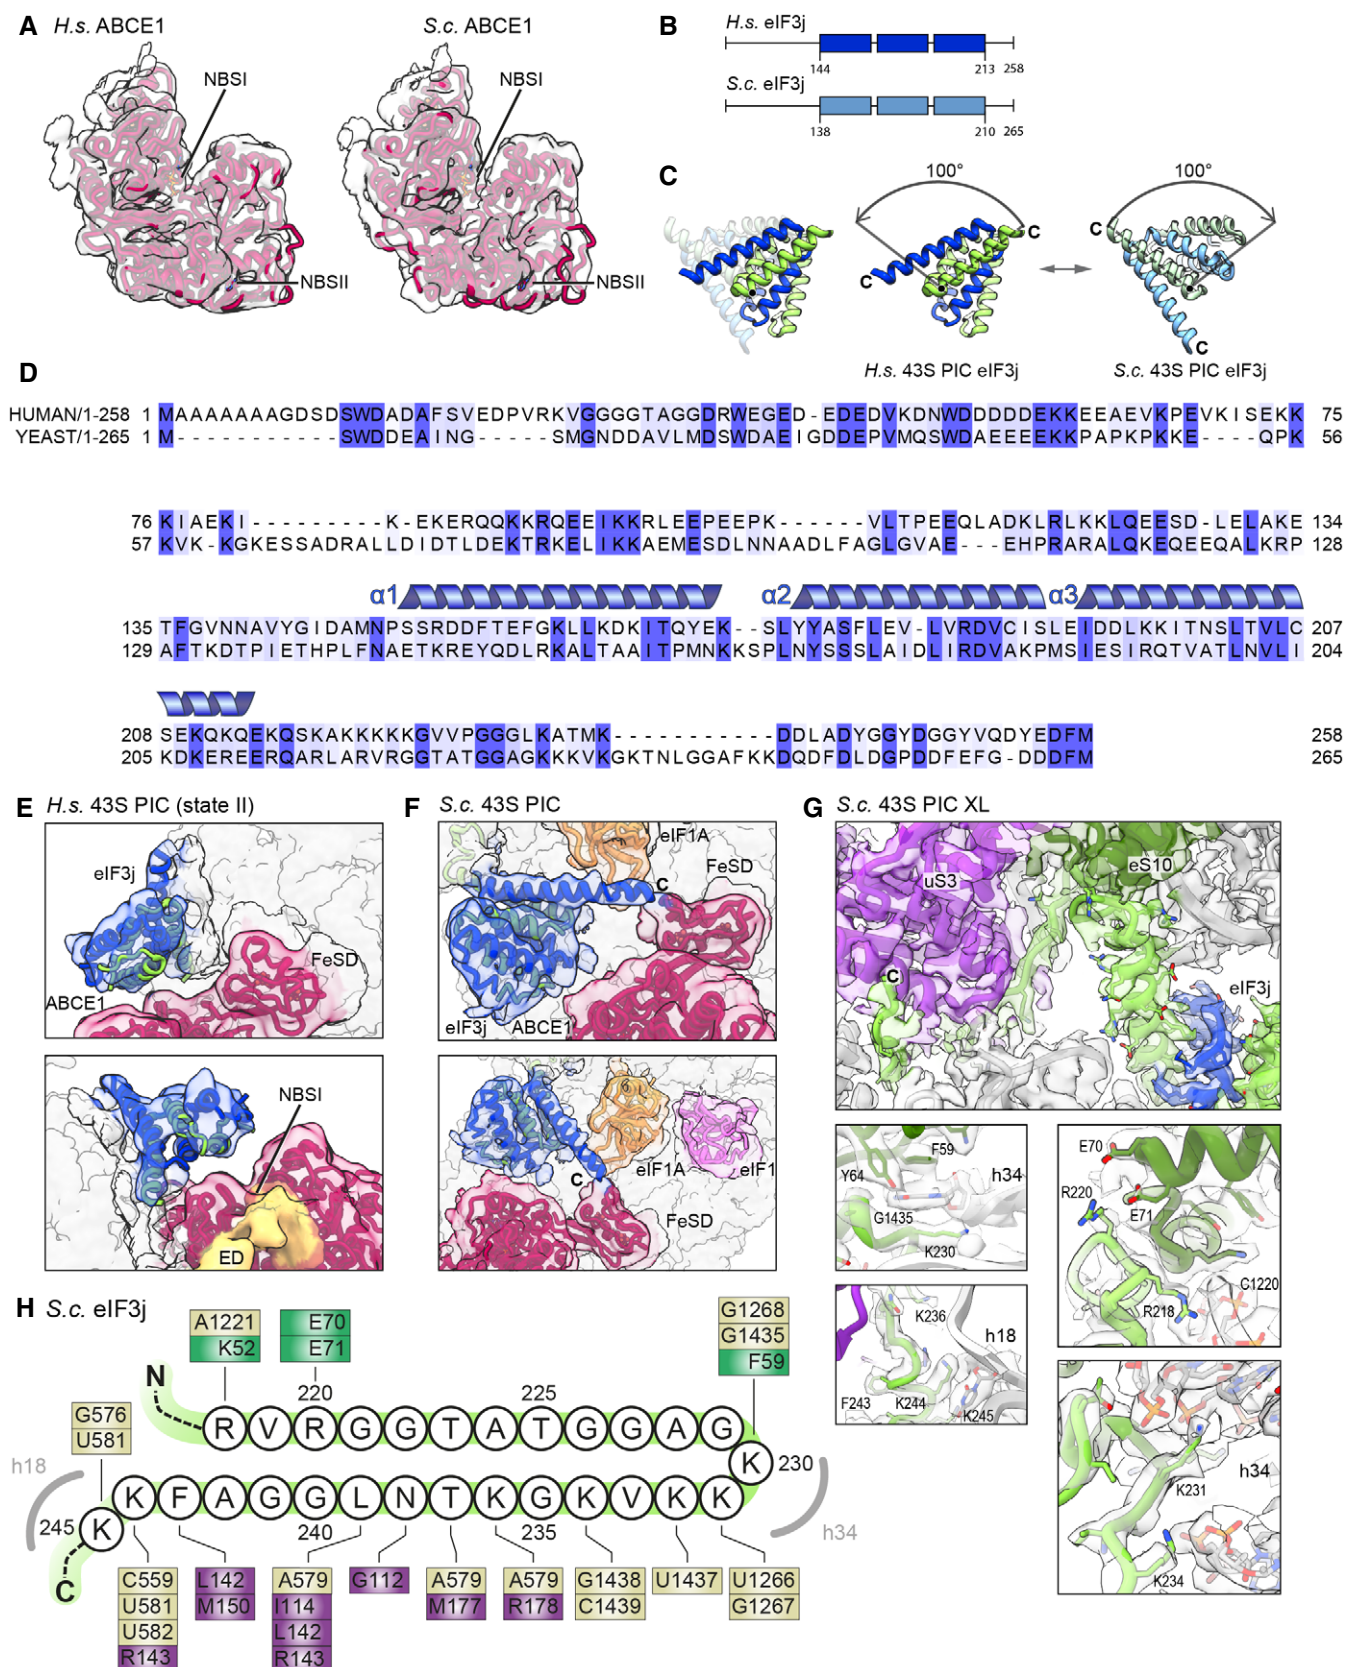 A
H.s. ABCE1
S.c. ABCE1
NBSI
NBSI
NBSII
NBSII
B
H.s. eIF3j
144
213
258
S.c. eIF3j
138
210
265
C
100°
100°
C
C
C
H.s. 43S PIC eIF3j
S.c. 43S PIC eIF3j
D
HUMAN/1-258 1 MAAAAAAAGDSDSWDADAFSVEDPVRKVGGGGTAGGDRWEGED-EDEDVKDNWDDDDDEKKEEAEVKPEVKISEKK 75
YEAST/1-265 1 M------------SWDDEAING-----SMGNDDAVLMDSWDAEIGDDEPVMQSWDAEEEEKKPAPKPKKE----QPK 56
76 KIAEKI---------K-EKERQQKKRQEEIKKRLEEPEEPK------VLTPEEQLADKLRLKKLQEESD-LELAKE 134
57 KVK-KGKESSADRALLDIDTLDEKTRKELIKKAEMESDLNNAADLFAGLGVAE---EHPRARALQKEQEEQALKRP 128
α1 α2 α3
135 TFGVNNAVYGIDAMNPSSRDDFTEFGKLLKDKITQYEK--SLYYASFLEV-LVRDVCISLEIDDLKKITNSLTVLC 207
129 AFTKDTPIETHPLFNAETKREYQDLRKALTAAITPMNKKSPLNYSSSLAIDLIRDVAKPMSIESIRQTVATLNVLI 204
208 SEKQKQEKQSKAKKKKKGVVPGGGLKATMK-----------DDLADYGGYDGGYVQDYEDFM 258
205 KDKEREERQARLARVRGGTATGGAGKKKVKGKTNLGGAFKKDQDFDLDGPDDFEFG-DDDFM 265
E
H.s. 43S PIC (state II)
eIF3j
FeSD
ABCE1
NBSI
ED
F
S.c. 43S PIC
eIF1A
FeSD
C
eIF3j
ABCE1
eIF1A
eIF1
C
FeSD
G
S.c. 43S PIC XL
uS3
eS10
C
eIF3j
F59
Y64
h34
G1435
K230
E70
R220
E71
C1220
R218
K236
h18
F243
K244
K245
h34
K231
K234
H
S.c. eIF3j
A1221
K52
E70
E71
G1268
G1435
F59
N
220
225
R V R G G T A T G G A G
G576
U581
K
230
h18
K F A G G L N T K G K V K K
h34
245
K
240
235
C
C559
U581
U582
R143
L142
M150
A579
I114
L142
R143
G112
A579
M177
A579
R178
G1438
C1439
U1437
U1266
G1267